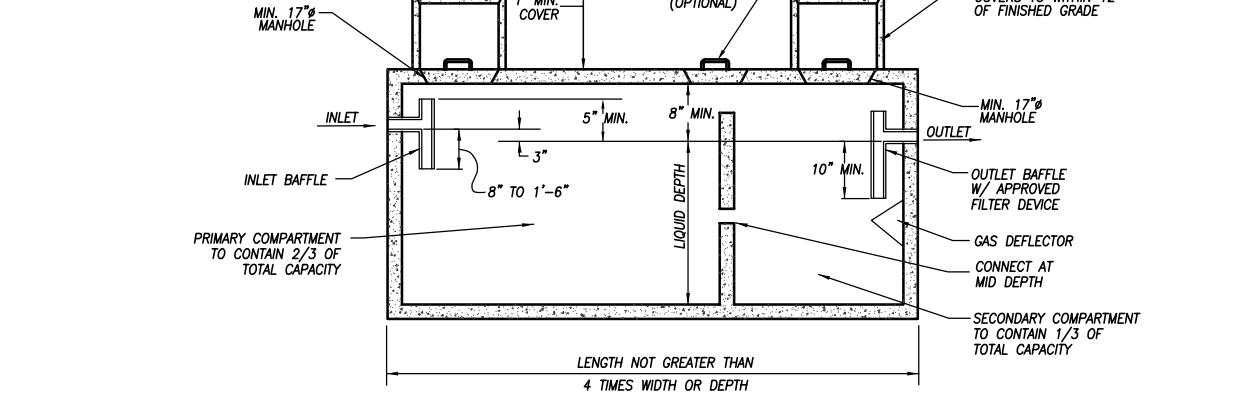 (OPTIONAL)
OF FINISHED GRADE
MIN. 17"ø
MANHOLE
MIN.
COVER
MIN. 17"ø
MANHOLE
INLET
5" MIN.
8" MIN.
OUTLET
3"
10" MIN.
INLET BAFFLE
8" TO 1'-6"
OUTLET BAFFLE
W/ APPROVED
FILTER DEVICE
LIQUID DEPTH
PRIMARY COMPARTMENT
TO CONTAIN 2/3 OF
TOTAL CAPACITY
GAS DEFLECTOR
CONNECT AT
MID DEPTH
SECONDARY COMPARTMENT
TO CONTAIN 1/3 OF
TOTAL CAPACITY
LENGTH NOT GREATER THAN
4 TIMES WIDTH OR DEPTH